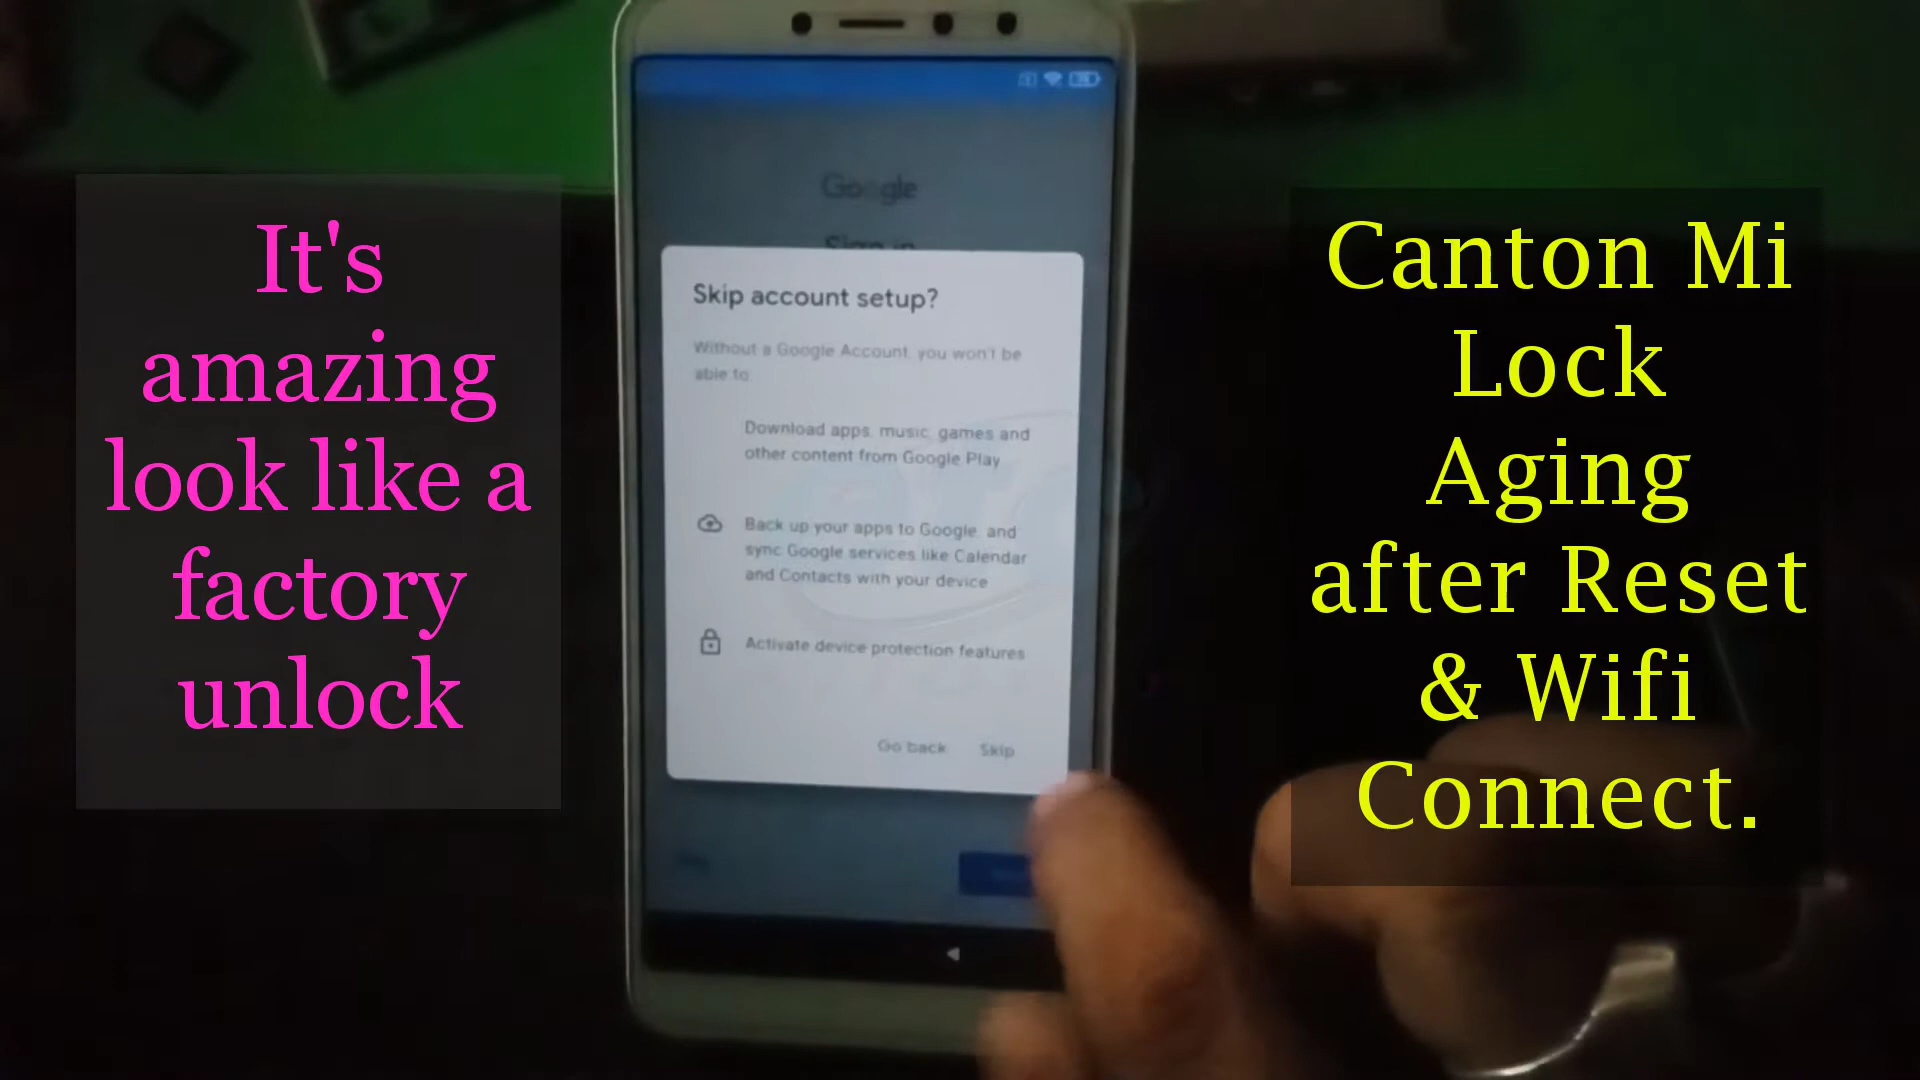 It's
amazing
look like a
factory
unlock
Google
Sign in
Skip account setup?
Without a Google Account, you won't be
able to
Download apps, music, games and
other content from Google Play
Back up your apps to Google, and
sync Google services like Calendar
and Contacts with your device
Activate device protection features
Go back Skip
Canton Mi
Lock
Aging
after Reset
& Wifi
Connect.